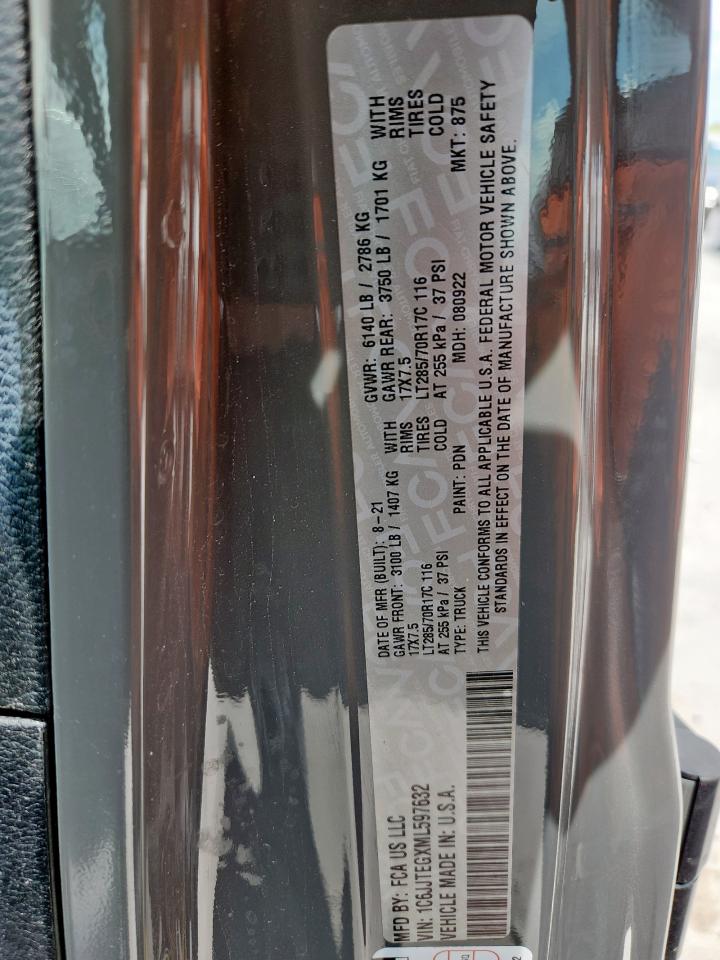 MFD BY: FCA US LLC
VIN: 1C6JJTEGXML597632
VEHICLE MADE IN: U.S.A.
DATE OF MFR (BUILT): 8-21 GVWR: 6140 LB / 2786 KG
GAWR FRONT: 3100 LB / 1407 KG WITH GAWR REAR: 3750 LB / 1701 KG WITH
17X7.5 RIMS 17X7.5 RIMS
LT285/70R17C 116 TIRES LT285/70R17C 116 TIRES
AT 255 kPa / 37 PSI COLD AT 255 kPa / 37 PSI COLD
TYPE: TRUCK PAINT: PDN MDH: 080922 MKT: 875
THIS VEHICLE CONFORMS TO ALL APPLICABLE U.S.A. FEDERAL MOTOR VEHICLE SAFETY
STANDARDS IN EFFECT ON THE DATE OF MANUFACTURE SHOWN ABOVE.